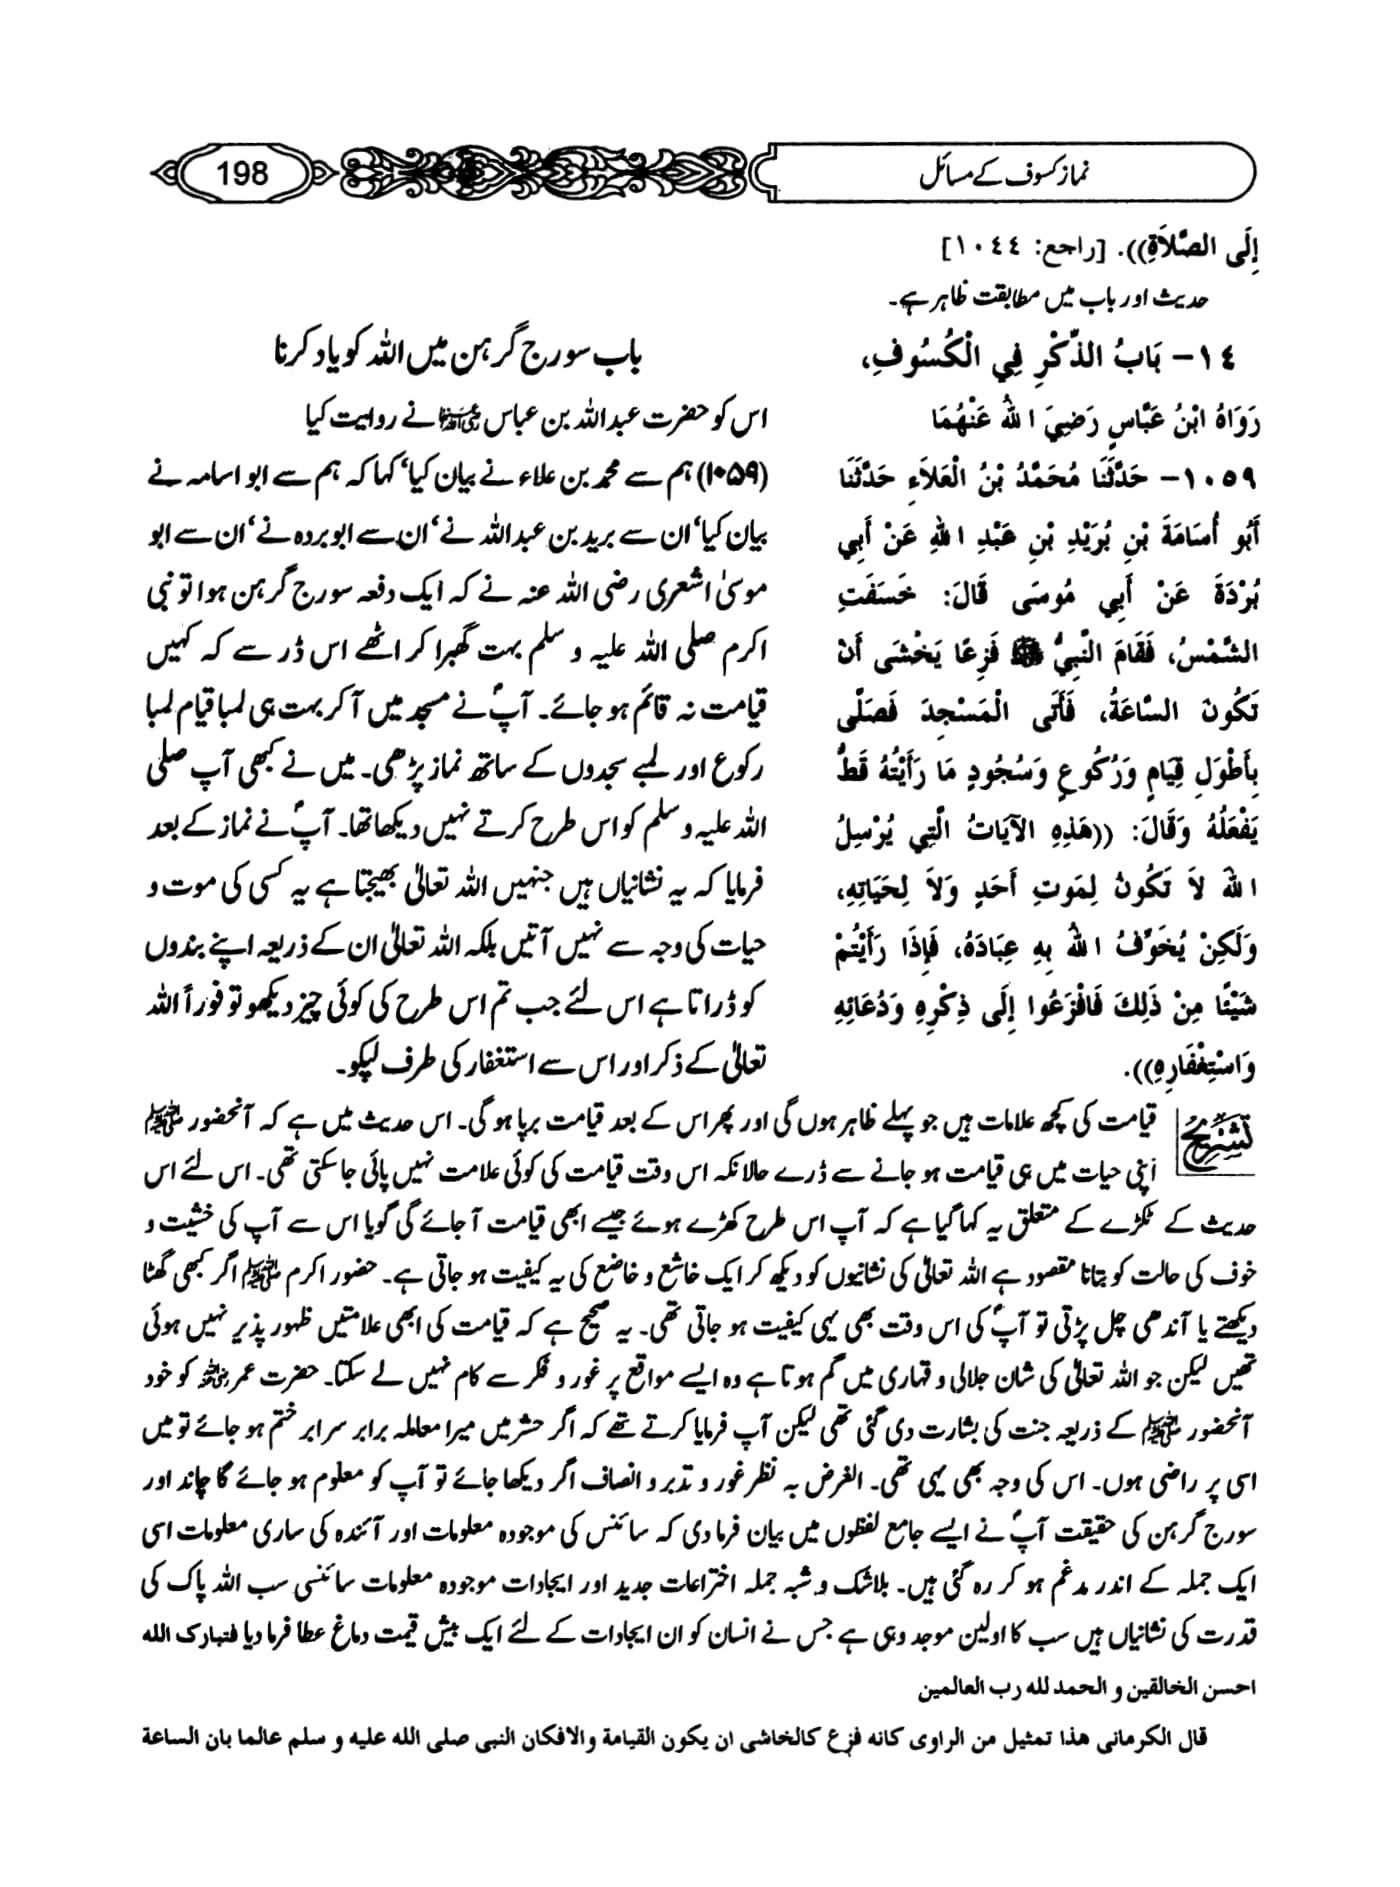 نماز کسوف کے مسائل
198
إِلَى الصَّلاَةِ)). [راجع: ١٠٤٤]
حدیث اور باب میں مطابقت ظاہر ہے۔
١٤- بَابُ الذِّكْرِ فِي الْكُسُوفِ،
رَوَاهُ ابْنُ عَبَّاسٍ رَضِيَ اللهُ عَنْهُمَا
١٠٥٩- حَدَّثَنَا مُحَمَّدُ بْنُ الْعَلاَءِ حَدَّثَنَا
أَبُو أُسَامَةَ بْنِ بُرَيْدِ بْنِ عَبْدِ اللهِ عَنْ أَبِي
بُرْدَةَ عَنْ أَبِي مُوسَى قَالَ: خَسَفَتِ
الشَّمْسُ، فَقَامَ النَّبِيُّ ﷺ فَزِعًا يَخْشَى أَنْ
تَكُونَ السَّاعَةُ، فَأَتَى الْمَسْجِدَ فَصَلَّى
بِأَطْوَلِ قِيَامٍ وَرُكُوعٍ وَسُجُودٍ مَا رَأَيْتُهُ قَطُّ
يَفْعَلُهُ وَقَالَ: ((هَذِهِ الآيَاتُ الَّتِي يُرْسِلُ
اللهُ لاَ تَكُونُ لِمَوتِ أَحَدٍ وَلاَ لِحَيَاتِهِ،
وَلَكِنْ يُخَوِّفُ اللهُ بِهِ عِبَادَهُ، فَإِذَا رَأَيْتُمْ
شَيْئًا مِنْ ذَلِكَ فَافْزَعُوا إِلَى ذِكْرِهِ وَدُعَائِهِ
وَاسْتِغْفَارِهِ)).
باب سورج گرہن میں اللہ کو یاد کرنا
اس کو حضرت عبداللہ بن عباس رضی اللہ عنہما نے روایت کیا
(۱۰۵۹) ہم سے محمد بن علاء نے بیان کیا‘ کہا کہ ہم سے ابو اسامہ نے
بیان کیا‘ ان سے برید بن عبداللہ نے‘ ان سے ابوبردہ نے‘ ان سے ابو
موسیٰ اشعری رضی اللہ عنہ نے کہ ایک دفعہ سورج گرہن ہوا تو نبی
اکرم صلی اللہ علیہ و سلم بہت گھبرا کر اٹھے اس ڈر سے کہ کہیں
قیامت نہ قائم ہو جائے۔ آپؐ نے مسجد میں آکر بہت ہی لمبا قیام لمبا
رکوع اور لمبے سجدوں کے ساتھ نماز پڑھی۔ میں نے کبھی آپ صلی
اللہ علیہ و سلم کو اس طرح کرتے نہیں دیکھا تھا۔ آپؐ نے نماز کے بعد
فرمایا کہ یہ نشانیاں ہیں جنہیں اللہ تعالیٰ بھیجتا ہے یہ کسی کی موت و
حیات کی وجہ سے نہیں آتیں بلکہ اللہ تعالیٰ ان کے ذریعہ اپنے بندوں
کو ڈراتا ہے اس لئے جب تم اس طرح کی کوئی چیز دیکھو تو فوراً اللہ
تعالیٰ کے ذکر اور اس سے استغفار کی طرف لپکو۔
تشریح قیامت کی کچھ علامات ہیں جو پہلے ظاہر ہوں گی اور پھر اس کے بعد قیامت برپا ہو گی۔ اس حدیث میں ہے کہ آنحضور ﷺ
اپنی حیات میں ہی قیامت ہو جانے سے ڈرے حالانکہ اس وقت قیامت کی کوئی علامت نہیں پائی جا سکتی تھی۔ اس لئے اس
حدیث کے ٹکڑے کے متعلق یہ کہا گیا ہے کہ آپ اس طرح کھڑے ہوئے جیسے ابھی قیامت آ جائے گی گویا اس سے آپ کی خشیت و
خوف کی حالت کو بتانا مقصود ہے اللہ تعالیٰ کی نشانیوں کو دیکھ کر ایک خاشع و خاضع کی یہ کیفیت ہو جاتی ہے۔ حضور اکرم ﷺ اگر کبھی گھٹا
دیکھتے یا آندھی چل پڑتی تو آپؐ کی اس وقت بھی یہی کیفیت ہو جاتی تھی۔ یہ صحیح ہے کہ قیامت کی ابھی علامتیں ظہور پذیر نہیں ہوئی
تھیں لیکن جو اللہ تعالیٰ کی شان جلالی و قہاری میں گم ہوتا ہے وہ ایسے مواقع پر غور و فکر سے کام نہیں لے سکتا۔ حضرت عمر رضی اللہ عنہ کو خود
آنحضور ﷺ کے ذریعہ جنت کی بشارت دی گئی تھی لیکن آپ فرمایا کرتے تھے کہ اگر حشر میں میرا معاملہ برابر سرابر ختم ہو جائے تو میں
اسی پر راضی ہوں۔ اس کی وجہ بھی یہی تھی۔ الغرض بہ نظر غور و تدبر و انصاف اگر دیکھا جائے تو آپ کو معلوم ہو جائے گا چاند اور
سورج گرہن کی حقیقت آپؐ نے ایسے جامع لفظوں میں بیان فرما دی کہ سائنس کی موجودہ معلومات اور آئندہ کی ساری معلومات اسی
ایک جملہ کے اندر مدغم ہو کر رہ گئی ہیں۔ بلاشک و شبہ جملہ اختراعات جدید اور ایجادات موجودہ معلومات سائنسی سب اللہ پاک کی
قدرت کی نشانیاں ہیں سب کا اولین موجد وہی ہے جس نے انسان کو ان ایجادات کے لئے ایک بیش قیمت دماغ عطا فرما دیا فتبارک الله
احسن الخالقین و الحمد لله رب العالمین
قال الکرمانی هذا تمثیل من الراوی کانه فزع کالخاشی ان یکون القیامة والافکان النبی صلی الله علیه و سلم عالما بان الساعة